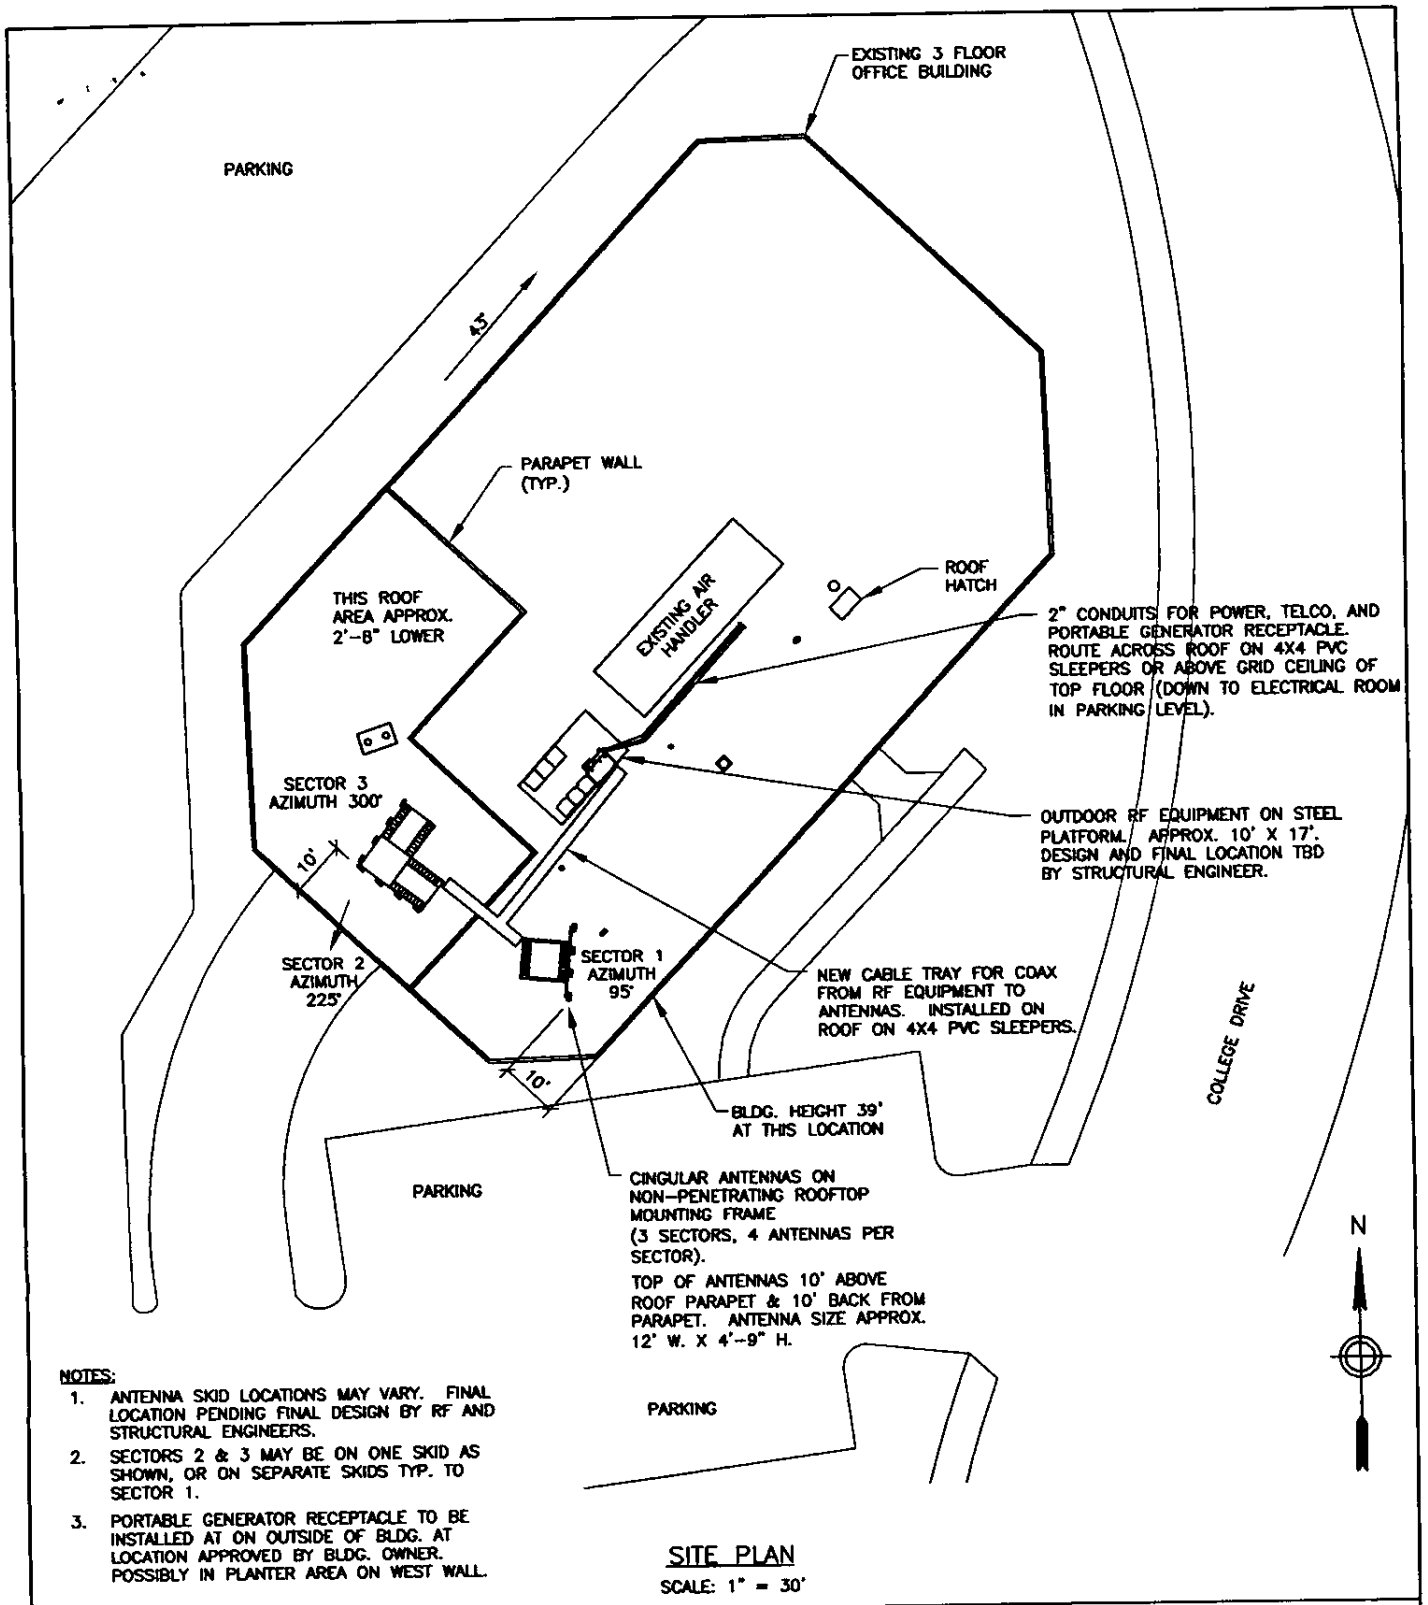 EXISTING 3 FLOOR
OFFICE BUILDING
PARKING
43°
PARAPET WALL
(TYP.)
THIS ROOF
AREA APPROX.
2'-8" LOWER
EXISTING AIR
HANDLER
ROOF
HATCH
2" CONDUITS FOR POWER, TELCO, AND
PORTABLE GENERATOR RECEPTACLE.
ROUTE ACROSS ROOF ON 4X4 PVC
SLEEPERS OR ABOVE GRID CEILING OF
TOP FLOOR (DOWN TO ELECTRICAL ROOM
IN PARKING LEVEL).
SECTOR 3
AZIMUTH 300°
10'
OUTDOOR RF EQUIPMENT ON STEEL
PLATFORM. APPROX. 10' X 17'.
DESIGN AND FINAL LOCATION TBD
BY STRUCTURAL ENGINEER.
SECTOR 2
AZIMUTH
225°
SECTOR 1
AZIMUTH
95°
NEW CABLE TRAY FOR COAX
FROM RF EQUIPMENT TO
ANTENNAS. INSTALLED ON
ROOF ON 4X4 PVC SLEEPERS.
COLLEGE DRIVE
10'
BLDG. HEIGHT 39'
AT THIS LOCATION
PARKING
CINGULAR ANTENNAS ON
NON-PENETRATING ROOFTOP
MOUNTING FRAME
(3 SECTORS, 4 ANTENNAS PER
SECTOR).
TOP OF ANTENNAS 10' ABOVE
ROOF PARAPET & 10' BACK FROM
PARAPET. ANTENNA SIZE APPROX.
12' W. X 4'-9" H.
N
PARKING
NOTES:
1. ANTENNA SKID LOCATIONS MAY VARY. FINAL
LOCATION PENDING FINAL DESIGN BY RF AND
STRUCTURAL ENGINEERS.
2. SECTORS 2 & 3 MAY BE ON ONE SKID AS
SHOWN, OR ON SEPARATE SKIDS TYP. TO
SECTOR 1.
3. PORTABLE GENERATOR RECEPTACLE TO BE
INSTALLED AT ON OUTSIDE OF BLDG. AT
LOCATION APPROVED BY BLDG. OWNER.
POSSIBLY IN PLANTER AREA ON WEST WALL.
SITE PLAN
SCALE: 1" = 30'